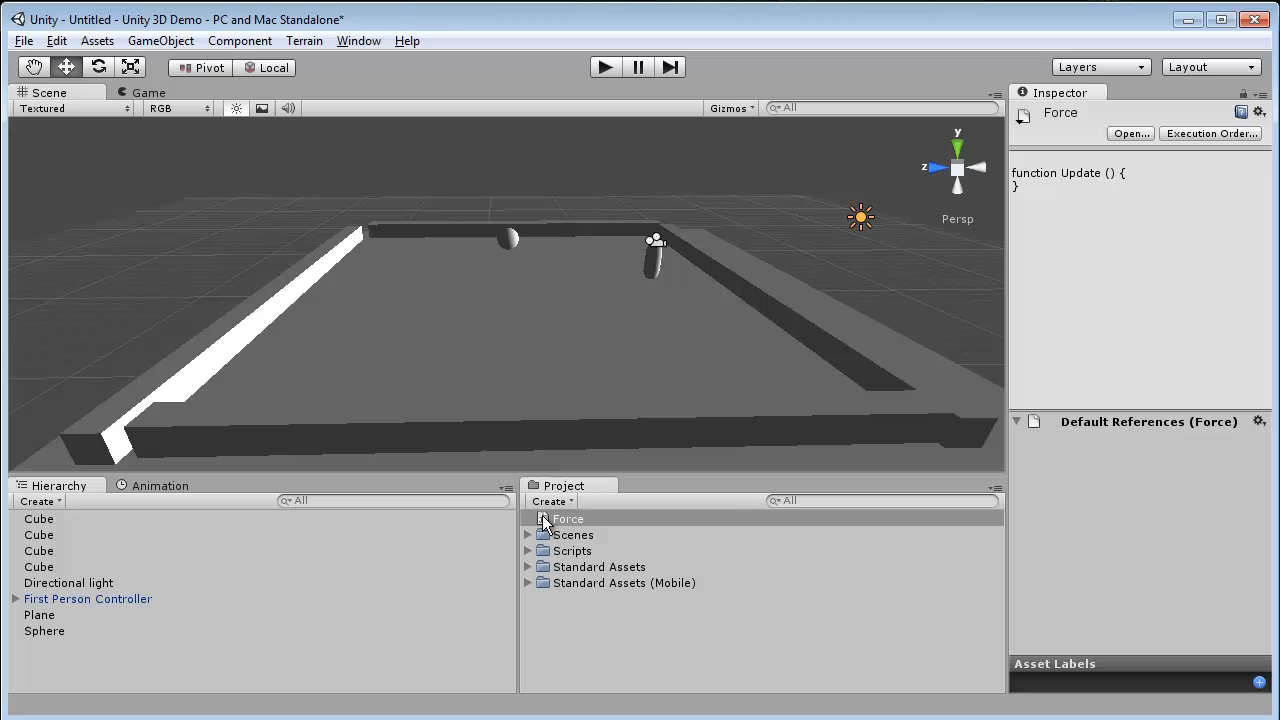 Unity - Untitled - Unity 3D Demo - PC and Mac Standalone*
File Edit Assets GameObject Component Terrain Window Help
Pivot Local Layers Layout
Scene Game
Textured RGB Gizmos All
y
z
Persp
Inspector
Force
Open... Execution Order...
function Update () {
}
Default References (Force)
Asset Labels
Hierarchy Animation
Create All
Cube
Cube
Cube
Cube
Directional light
First Person Controller
Plane
Sphere
Project
Create All
Force
Scenes
Scripts
Standard Assets
Standard Assets (Mobile)